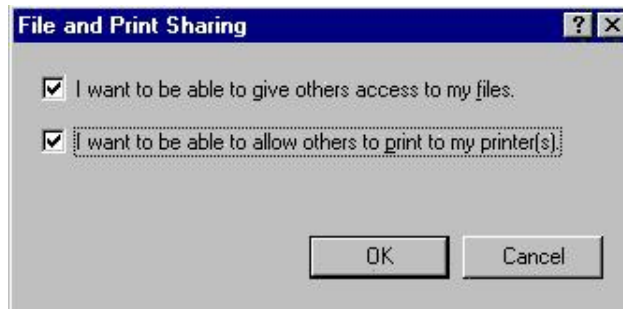 File and Print Sharing
I want to be able to give others access to my files.
I want to be able to allow others to print to my printer(s).
OK Cancel